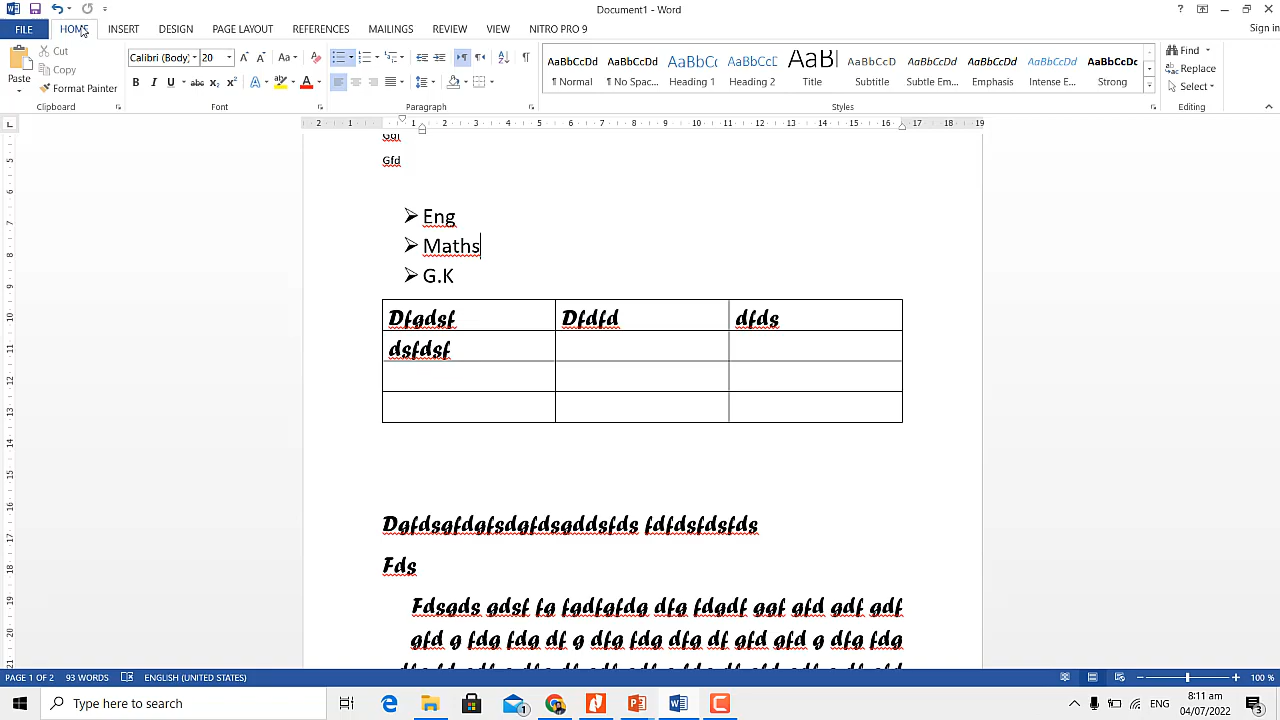 Document1 - Word
Sign in
FILE HOME INSERT DESIGN PAGE LAYOUT REFERENCES MAILINGS REVIEW VIEW NITRO PRO 9
Paste
Cut
Copy
Format Painter
Clipboard
Calibri (Body) 20
Font
Paragraph
AaBbCcDd AaBbCcDd AaBbCc AaBbCcC AaBl AaBbCcD AaBbCcDd AaBbCcDd AaBbCcDd AaBbCcDc
¶ Normal ¶ No Spac... Heading 1 Heading 2 Title Subtitle Subtle Em... Emphasis Intense E... Strong
Styles
Find
Replace
Select
Editing
Gdf
Gfd
Eng
Maths
G.K
Dfgdsf Dfdfd dfds
dsfdsf
Dgfdsgfdgfsdgfdsgddsfds fdfdsfdsfds
Fds
Fdsgds gdsf fg fgdfgfdg dfg fdgdf ggf gfd gdf gdf
gfd g fdg fdg df g dfg fdg dfg df gfd gfd g dfg fdg
PAGE 1 OF 2 93 WORDS ENGLISH (UNITED STATES) 100 %
Type here to search
ENG
8:11 am
04/07/2022